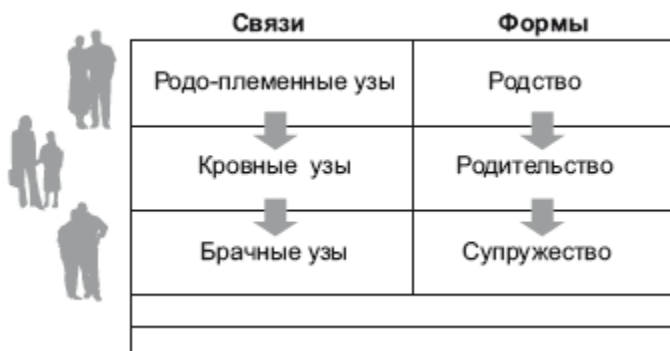 Связи Формы
Родо-племенные узы Родство
Кровные узы Родительство
Брачные узы Супружество